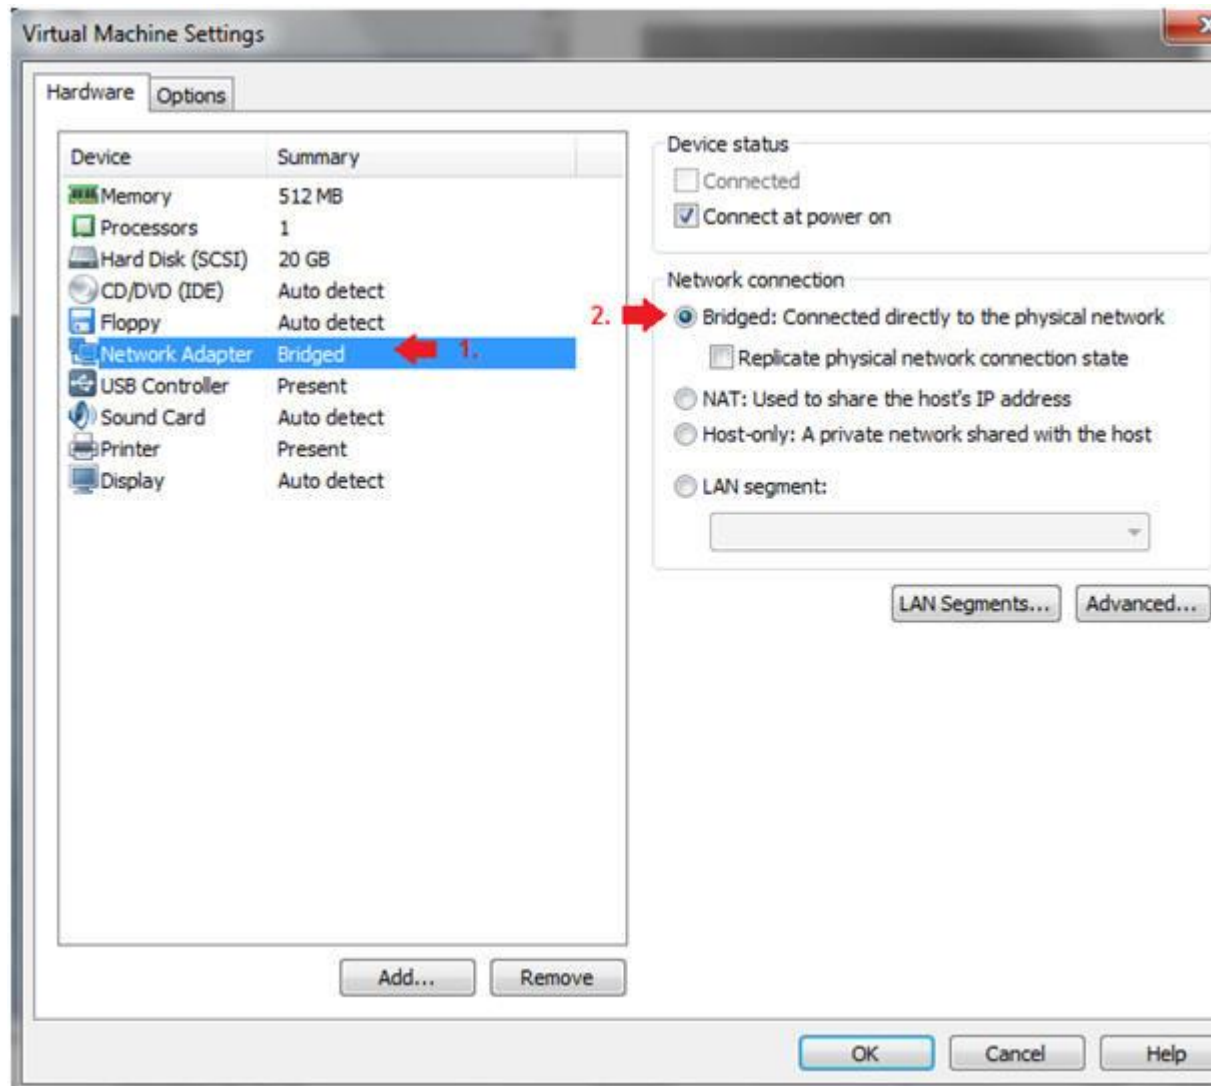 Virtual Machine Settings
Hardware Options
Device Summary
Memory 512 MB
Processors 1
Hard Disk (SCSI) 20 GB
CD/DVD (IDE) Auto detect
Floppy Auto detect
Network Adapter Bridged 1.
USB Controller Present
Sound Card Auto detect
Printer Present
Display Auto detect
Add... Remove
Device status
Connected
Connect at power on
Network connection
2. Bridged: Connected directly to the physical network
Replicate physical network connection state
NAT: Used to share the host's IP address
Host-only: A private network shared with the host
LAN segment:
LAN Segments... Advanced...
OK Cancel Help